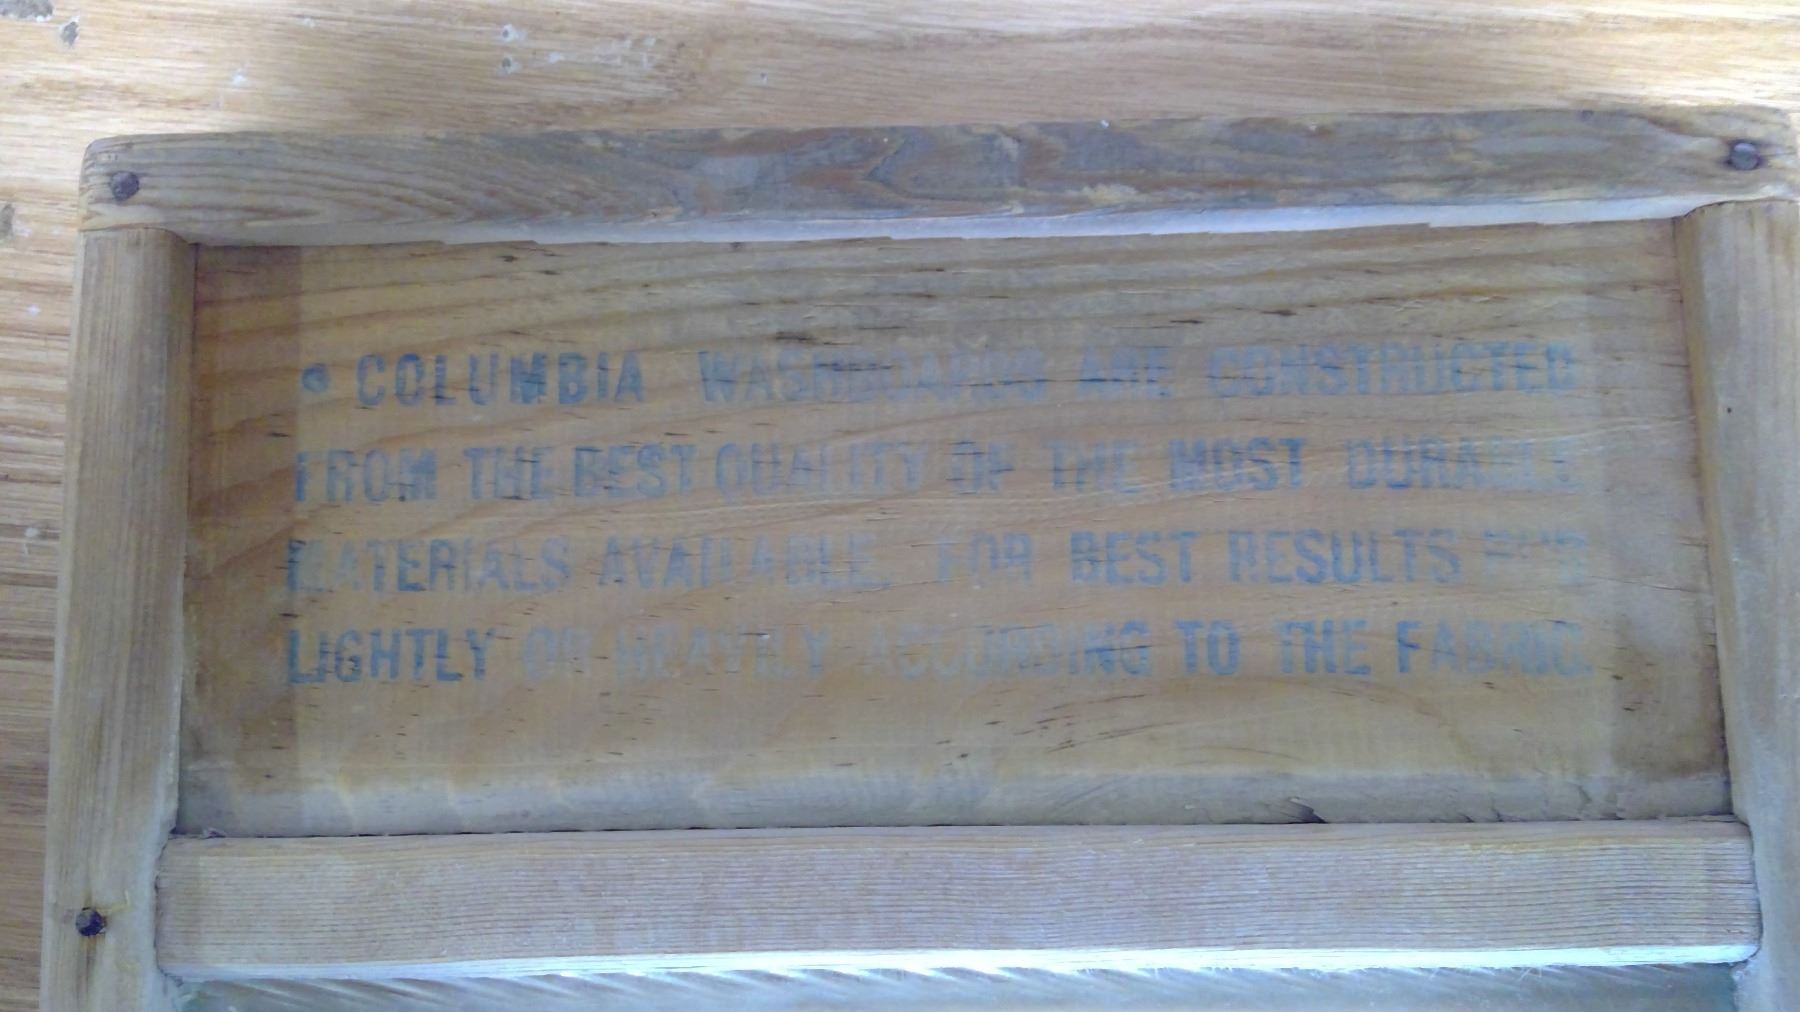 • COLUMBIA WASHBOARDS ARE CONSTRUCTED
FROM THE BEST QUALITY OF THE MOST DURABLE
MATERIALS AVAILABLE. FOR BEST RESULTS RUB
LIGHTLY OR HEAVILY ACCORDING TO THE FABRIC.